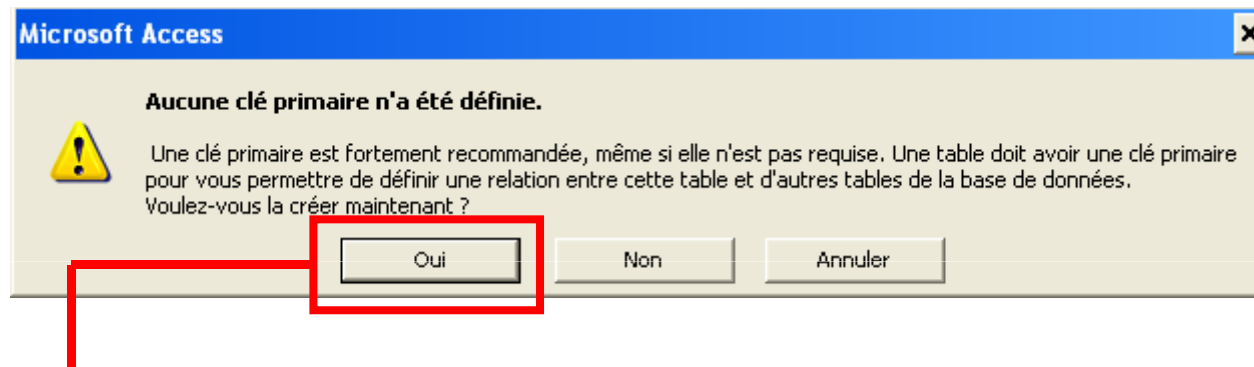 Microsoft Access
Aucune clé primaire n'a été définie.
Une clé primaire est fortement recommandée, même si elle n'est pas requise. Une table doit avoir une clé primaire
pour vous permettre de définir une relation entre cette table et d'autres tables de la base de données.
Voulez-vous la créer maintenant ?
Oui Non Annuler